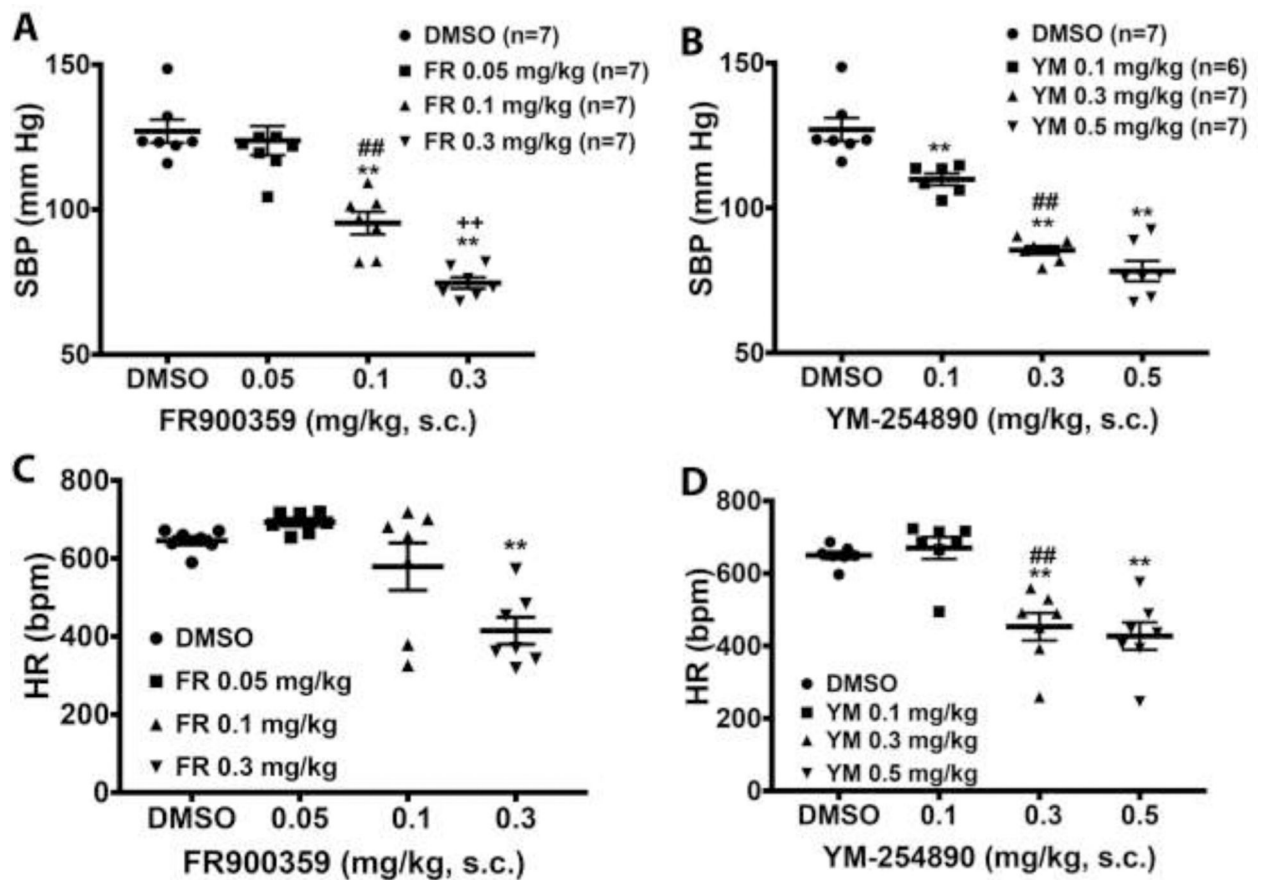 A
● DMSO (n=7)
■ FR 0.05 mg/kg (n=7)
▲ FR 0.1 mg/kg (n=7)
▼ FR 0.3 mg/kg (n=7)
SBP (mm Hg)
150
100
50
##
**
++
**
DMSO 0.05 0.1 0.3
FR900359 (mg/kg, s.c.)
B
● DMSO (n=7)
■ YM 0.1 mg/kg (n=6)
▲ YM 0.3 mg/kg (n=7)
▼ YM 0.5 mg/kg (n=7)
SBP (mm Hg)
150
100
50
**
##
**
**
DMSO 0.1 0.3 0.5
YM-254890 (mg/kg, s.c.)
C
HR (bpm)
800
600
400
200
0
**
● DMSO
■ FR 0.05 mg/kg
▲ FR 0.1 mg/kg
▼ FR 0.3 mg/kg
DMSO 0.05 0.1 0.3
FR900359 (mg/kg, s.c.)
D
HR (bpm)
800
600
400
200
0
##
**
**
● DMSO
■ YM 0.1 mg/kg
▲ YM 0.3 mg/kg
▼ YM 0.5 mg/kg
DMSO 0.1 0.3 0.5
YM-254890 (mg/kg, s.c.)